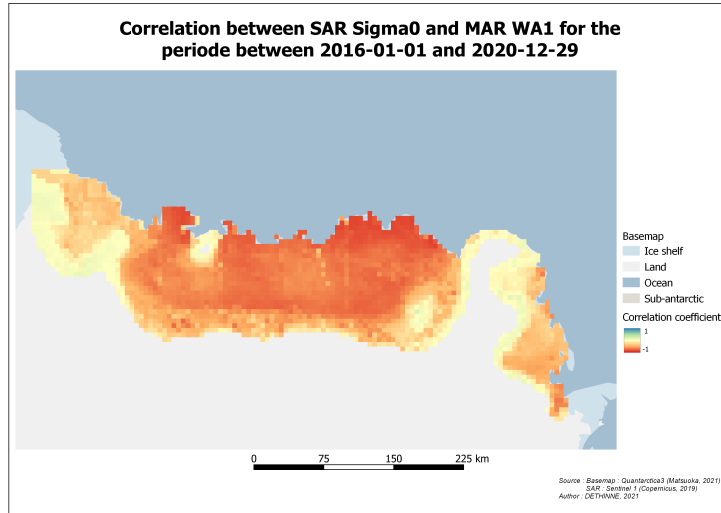 Correlation between SAR Sigma0 and MAR WA1 for the
periode between 2016-01-01 and 2020-12-29
Basemap
Ice shelf
Land
Ocean
Sub-antarctic
Correlation coefficient
1
-1
0 75 150 225 km
Source : Basemap : Quantarctica3 (Matsuoka, 2021)
SAR : Sentinel 1 (Copernicus, 2019)
Author : DETHINNE, 2021